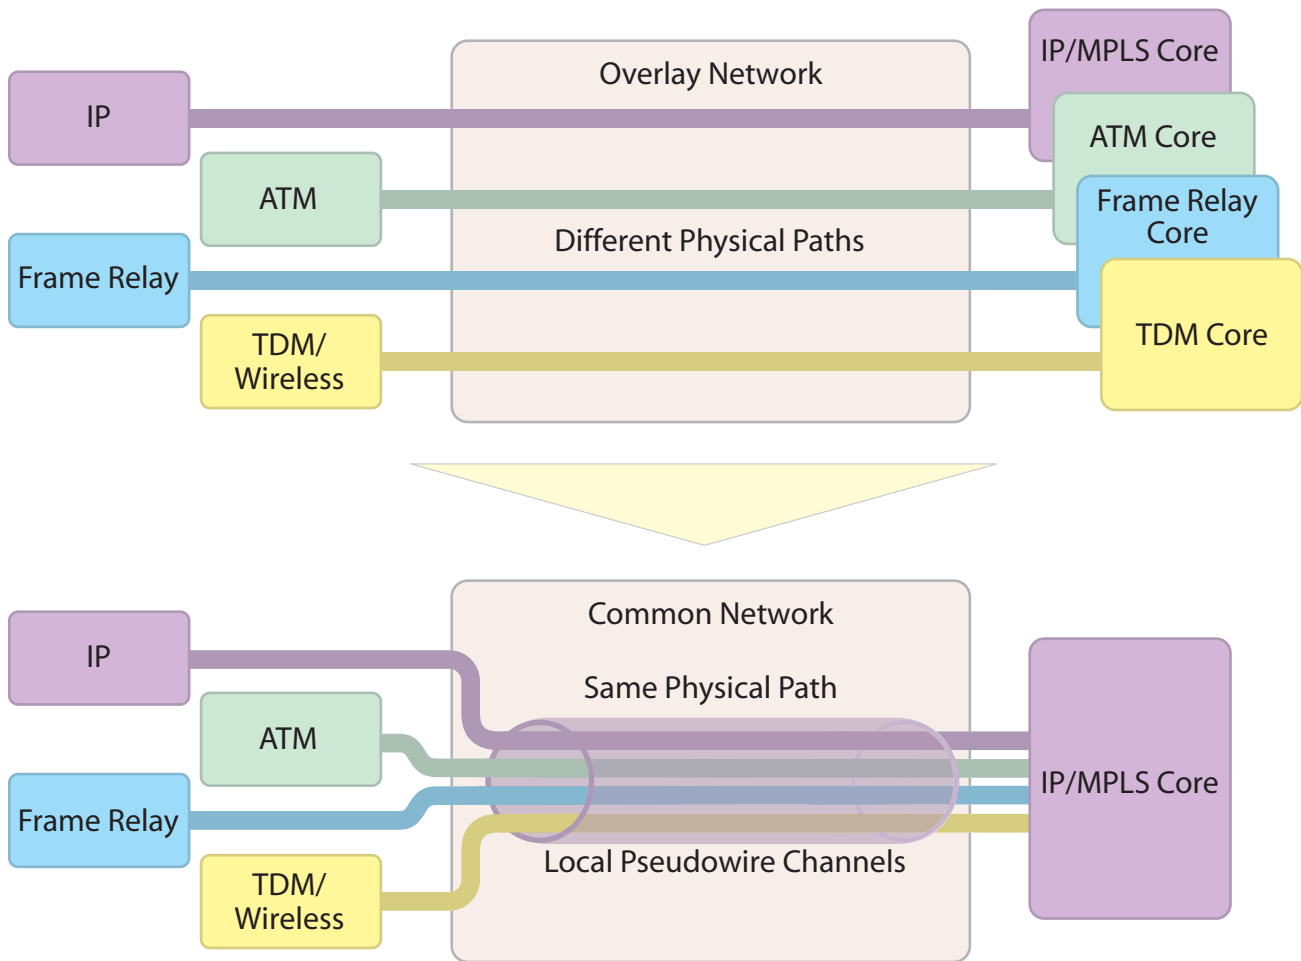 IP
Overlay Network
IP/MPLS Core
ATM
ATM Core
Different Physical Paths
Frame Relay
Frame Relay
Core
TDM/
Wireless
TDM Core
IP
Common Network
Same Physical Path
ATM
Frame Relay
IP/MPLS Core
Local Pseudowire Channels
TDM/
Wireless